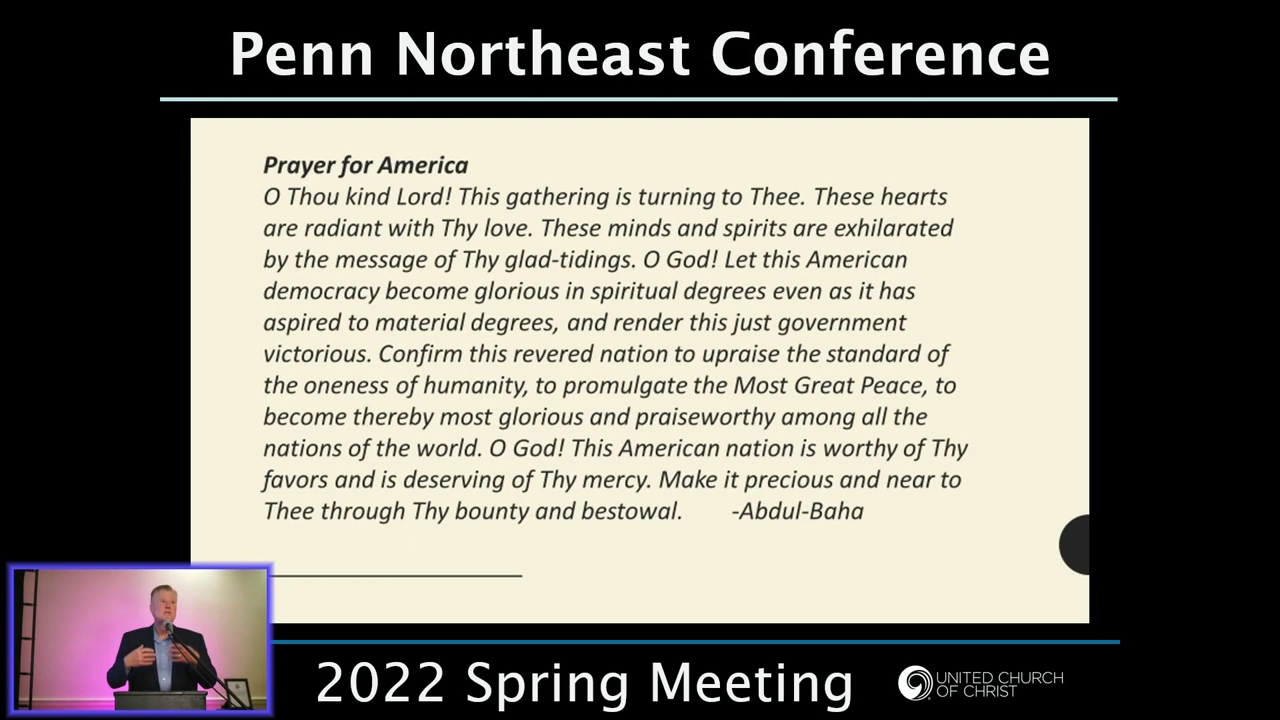 Penn Northeast Conference
Prayer for America
O Thou kind Lord! This gathering is turning to Thee. These hearts
are radiant with Thy love. These minds and spirits are exhilarated
by the message of Thy glad-tidings. O God! Let this American
democracy become glorious in spiritual degrees even as it has
aspired to material degrees, and render this just government
victorious. Confirm this revered nation to upraise the standard of
the oneness of humanity, to promulgate the Most Great Peace, to
become thereby most glorious and praiseworthy among all the
nations of the world. O God! This American nation is worthy of Thy
favors and is deserving of Thy mercy. Make it precious and near to
Thee through Thy bounty and bestowal. -Abdul-Baha
2022 Spring Meeting
UNITED CHURCH
OF CHRIST